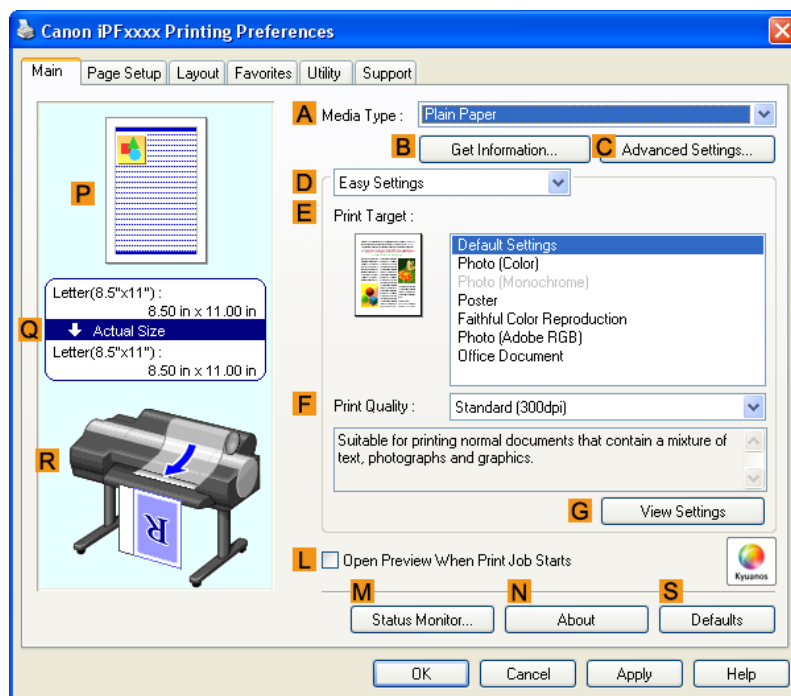 Canon iPFxxxx Printing Preferences
Main Page Setup Layout Favorites Utility Support
A Media Type : Plain Paper
B Get Information... C Advanced Settings...
D Easy Settings
E Print Target :
P
Default Settings
Photo (Color)
Photo (Monochrome)
Poster
Faithful Color Reproduction
Photo (Adobe RGB)
Office Document
Letter(8.5"x11") :
8.50 in x 11.00 in
Q Actual Size
Letter(8.5"x11") :
8.50 in x 11.00 in
F Print Quality : Standard (300dpi)
Suitable for printing normal documents that contain a mixture of
text, photographs and graphics.
R
R
G View Settings
L Open Preview When Print Job Starts
Kyuanos
M N S
Status Monitor... About Defaults
OK Cancel Apply Help